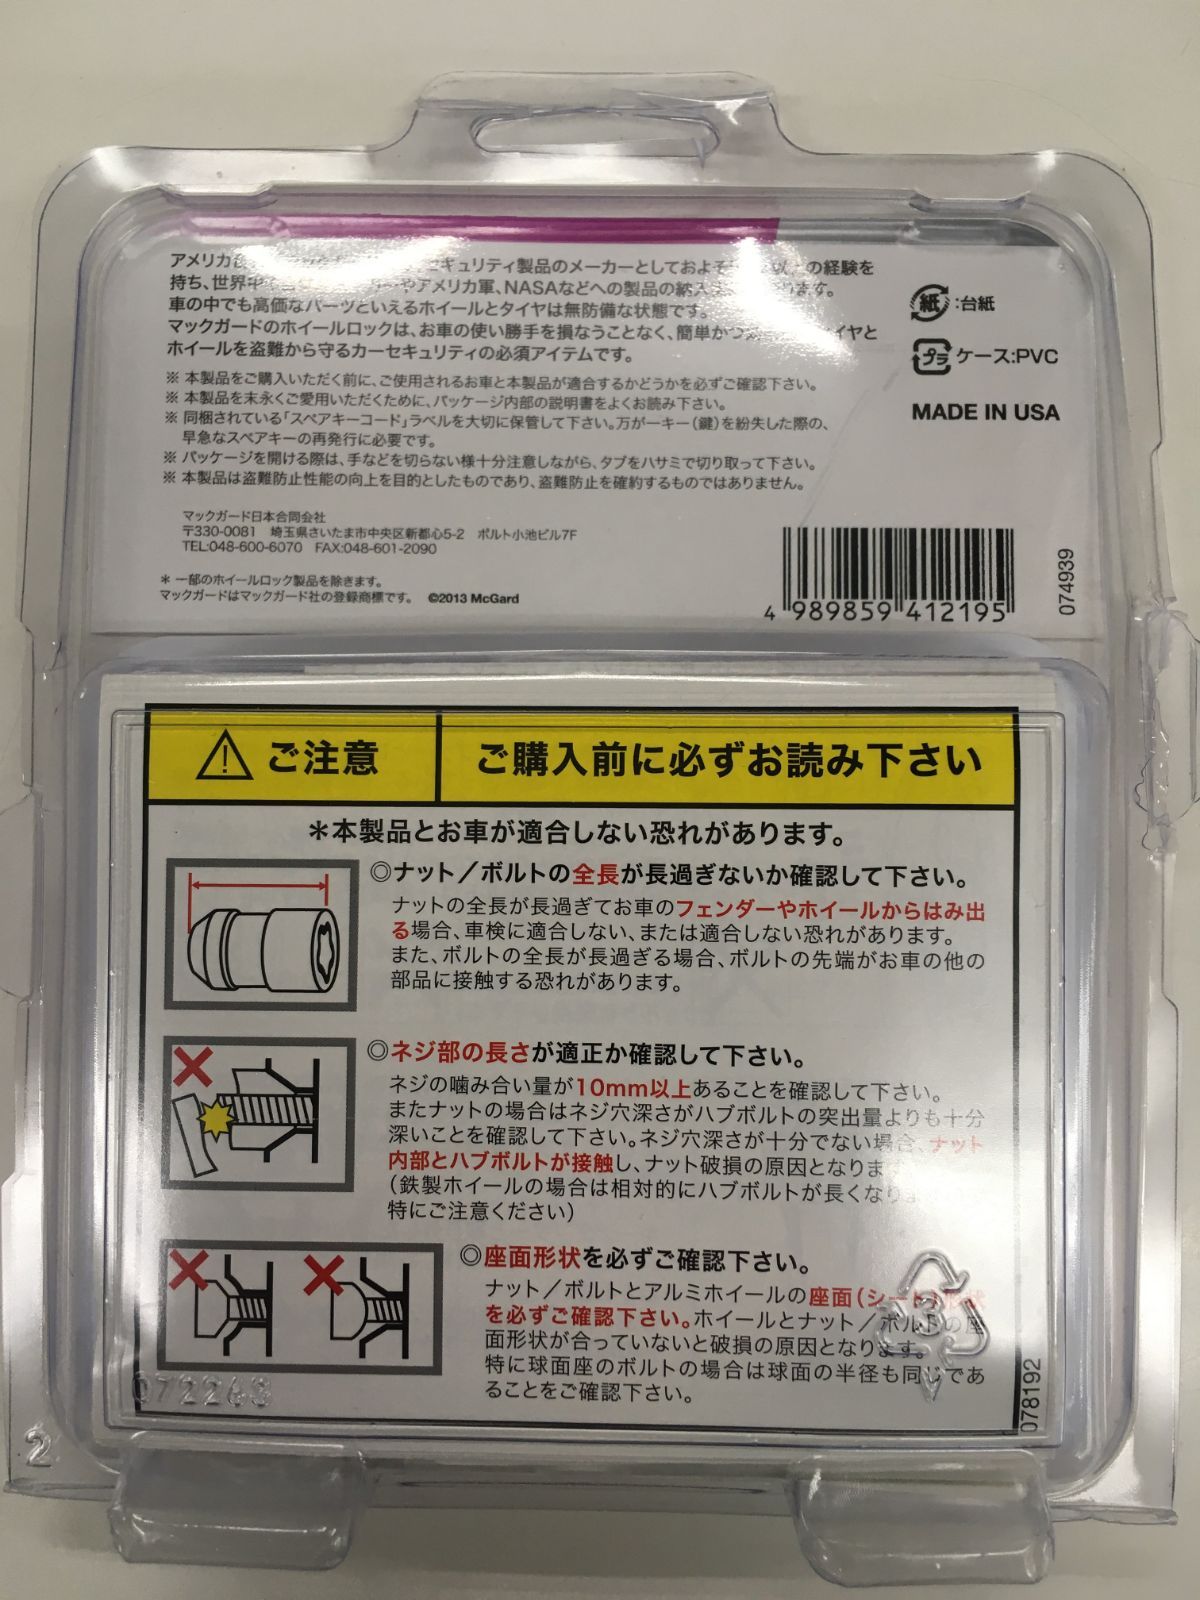 アメリカ
セキュリティ製品のメーカーとしておよそ
の経験を
持ち、世界中
やアメリカ軍、NASAなどへの製品の納入
ます。
車の中でも高価なパーツといえるホイールとタイヤは無防備な状態です。
マックガードのホイールロックは、お車の使い勝手を損なうことなく、簡単かつ
イヤと
ホイールを盗難から守るカーセキュリティの必須アイテムです。
※ 本製品をご購入いただく前に、ご使用されるお車と本製品が適合するかどうかを必ずご確認下さい。
※ 本製品を末永くご愛用いただくために、パッケージ内部の説明書をよくお読み下さい。
※ 同梱されている「スペアキーコード」ラベルを大切に保管して下さい。万が一キー（鍵）を紛失した際の、
早急なスペアキーの再発行に必要です。
※ パッケージを開ける際は、手などを切らない様十分注意しながら、タブをハサミで切り取って下さい。
※ 本製品は盗難防止性能の向上を目的としたものであり、盗難防止を確約するものではありません。
マックガード日本合同会社
〒330-0081 埼玉県さいたま市中央区新都心5-2 ポルト小池ビル7F
TEL:048-600-6070 FAX:048-601-2090
＊ 一部のホイールロック製品を除きます。
マックガードはマックガード社の登録商標です。 ©2013 McGard
紙:台紙
プラ ケース:PVC
MADE IN USA
4 989859 412195
074939
⚠ ご注意
ご購入前に必ずお読み下さい
＊本製品とお車が適合しない恐れがあります。
◎ナット／ボルトの全長が長過ぎないか確認して下さい。
ナットの全長が長過ぎてお車のフェンダーやホイールからはみ出
る場合、車検に適合しない、または適合しない恐れがあります。
また、ボルトの全長が長過ぎる場合、ボルトの先端がお車の他の
部品に接触する恐れがあります。
◎ネジ部の長さが適正か確認して下さい。
ネジの噛み合い量が10mm以上あることを確認して下さい。
またナットの場合はネジ穴深さがハブボルトの突出量よりも十分
深いことを確認して下さい。ネジ穴深さが十分でない場合、ナット
内部とハブボルトが接触し、ナット破損の原因となりま
（鉄製ホイールの場合は相対的にハブボルトが長くなり
特にご注意ください）
◎座面形状を必ずご確認下さい。
ナット／ボルトとアルミホイールの座面（シート）形状
を必ずご確認下さい。ホイールとナット／ボルトの座
面形状が合っていないと破損の原因となります。
特に球面座のボルトの場合は球面の半径も同じであ
ることをご確認下さい。
078192
072263
3
2